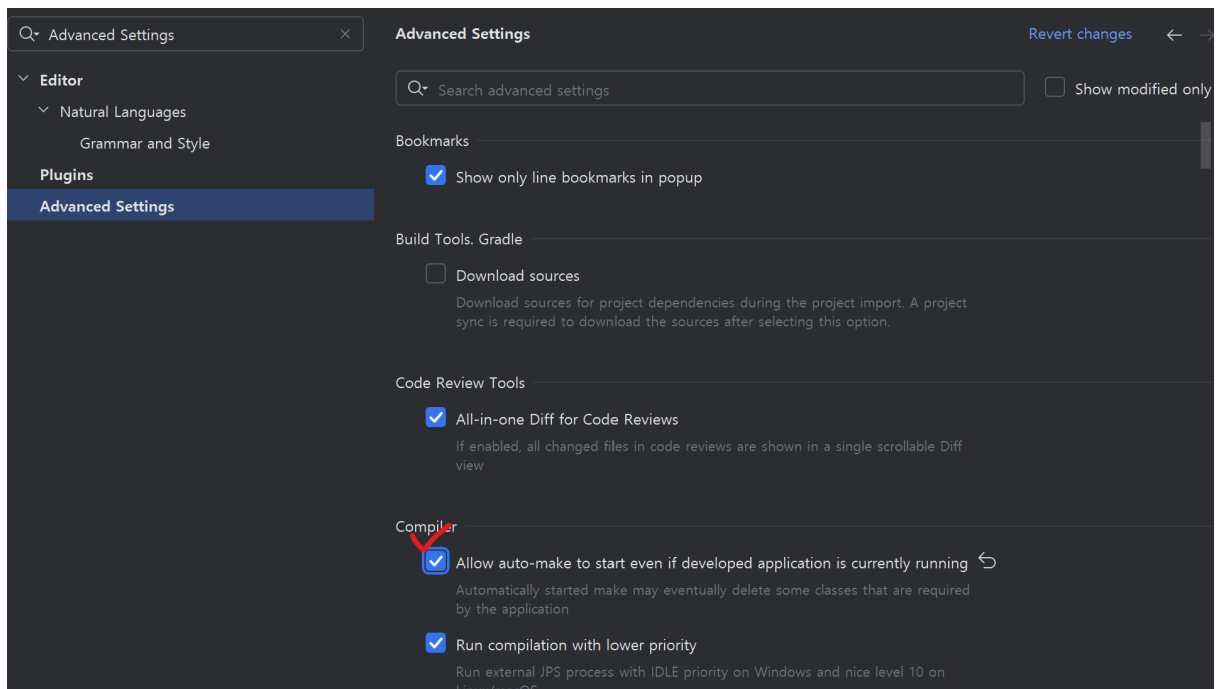 Advanced Settings
Editor
Natural Languages
Grammar and Style
Plugins
Advanced Settings
Advanced Settings
Revert changes
Search advanced settings
Show modified only
Bookmarks
Show only line bookmarks in popup
Build Tools. Gradle
Download sources
Download sources for project dependencies during the project import. A project
sync is required to download the sources after selecting this option.
Code Review Tools
All-in-one Diff for Code Reviews
If enabled, all changed files in code reviews are shown in a single scrollable Diff
view
Compiler
Allow auto-make to start even if developed application is currently running
Automatically started make may eventually delete some classes that are required
by the application
Run compilation with lower priority
Run external JPS process with IDLE priority on Windows and nice level 10 on